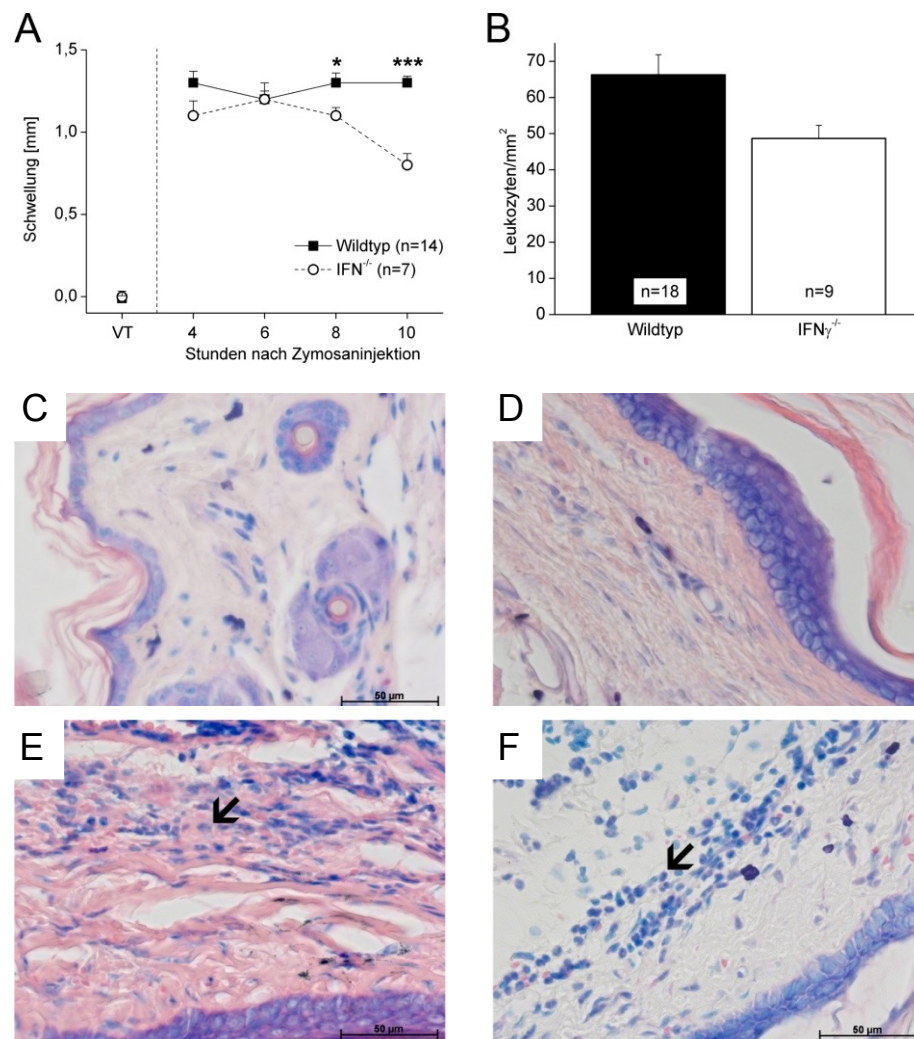 A
1,5
1,0
0,5
0,0
Schwellung [mm]
*
***
Wildtyp (n=14)
IFN-/- (n=7)
VT
4
6
8
10
Stunden nach Zymosaninjektion
B
70
60
50
40
30
20
10
0
Leukozyten/mm²
n=18
n=9
Wildtyp
IFNγ-/-
C
50 µm
D
E
50 µm
F
50 µm